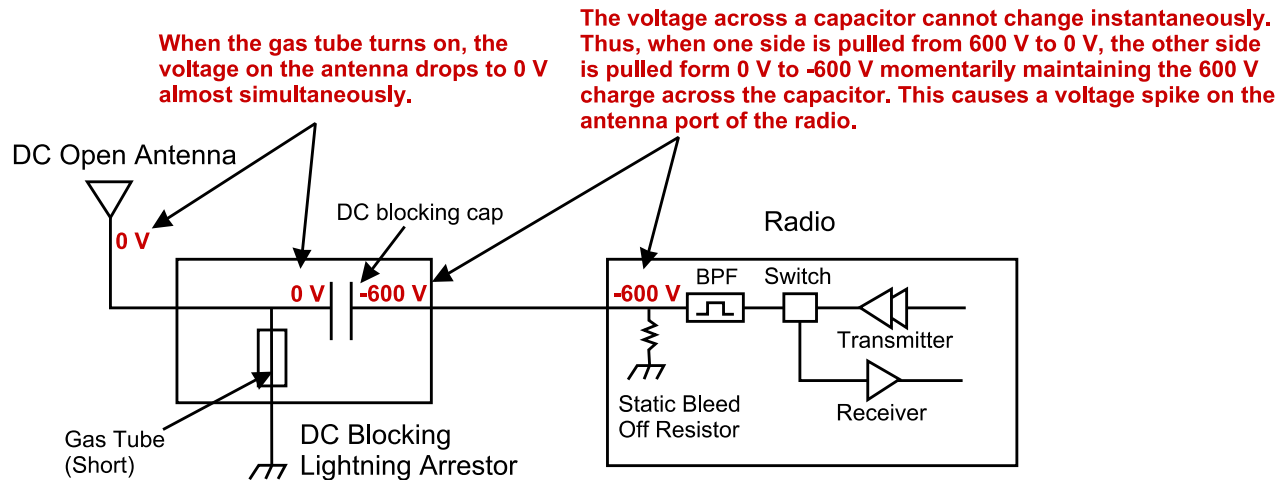 When the gas tube turns on, the
voltage on the antenna drops to 0 V
almost simultaneously.
The voltage across a capacitor cannot change instantaneously.
Thus, when one side is pulled from 600 V to 0 V, the other side
is pulled form 0 V to -600 V momentarily maintaining the 600 V
charge across the capacitor. This causes a voltage spike on the
antenna port of the radio.
DC Open Antenna
0 V
DC blocking cap
0 V
-600 V
Gas Tube
(Short)
DC Blocking
Lightning Arrestor
Radio
-600 V
BPF
Switch
Transmitter
Receiver
Static Bleed
Off Resistor